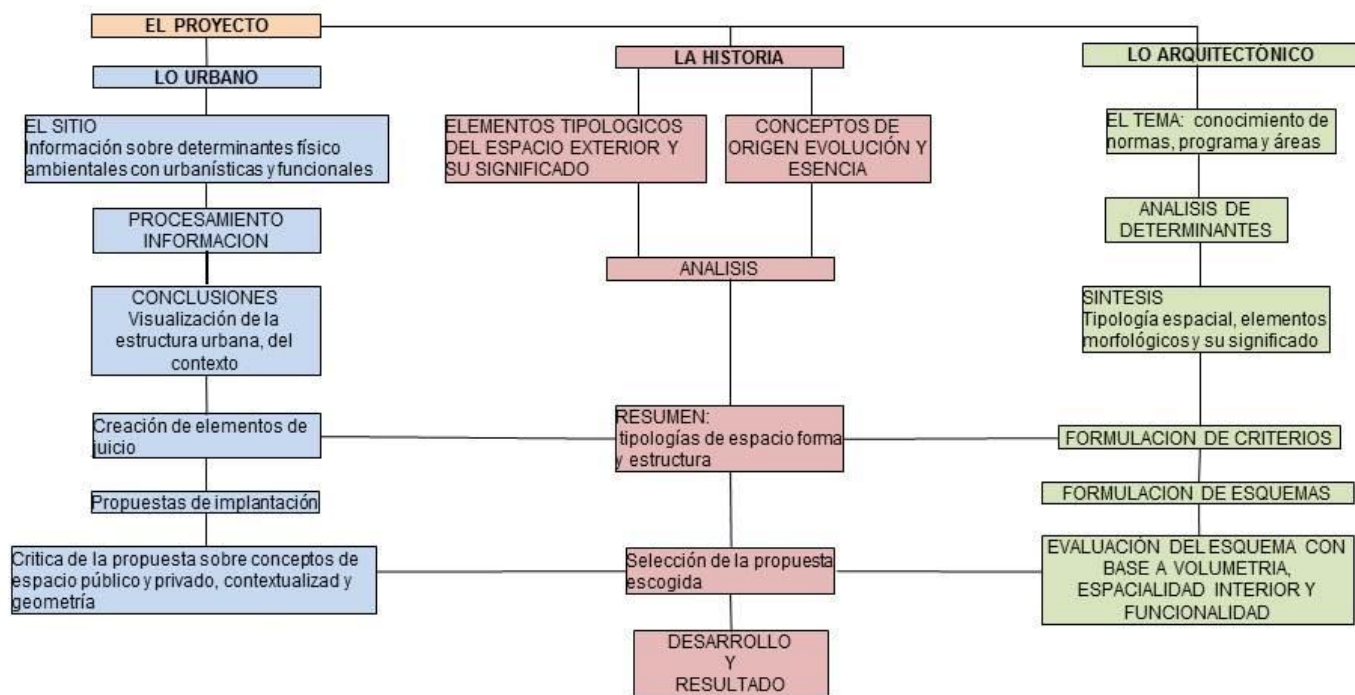 EL PROYECTO
LO URBANO
EL SITIO
Información sobre determinantes físico
ambientales con urbanísticas y funcionales
PROCESAMIENTO
INFORMACION
CONCLUSIONES
Visualización de la
estructura urbana, del
contexto
Creación de elementos de
juicio
Propuestas de implantación
Critica de la propuesta sobre conceptos de
espacio público y privado, contextualizad y
geometría
LA HISTORIA
ELEMENTOS TIPOLOGICOS
DEL ESPACIO EXTERIOR Y
SU SIGNIFICADO
CONCEPTOS DE
ORIGEN EVOLUCIÓN Y
ESENCIA
ANALISIS
RESUMEN:
tipologías de espacio forma
y estructura
Selección de la propuesta
escogida
DESARROLLO
Y
RESULTADO
LO ARQUITECTÓNICO
EL TEMA: conocimiento de
normas, programa y áreas
ANALISIS DE
DETERMINANTES
SINTESIS
Tipología espacial, elementos
morfológicos y su significado
FORMULACION DE CRITERIOS
FORMULACION DE ESQUEMAS
EVALUACIÓN DEL ESQUEMA CON
BASE A VOLUMETRIA,
ESPACIALIDAD INTERIOR Y
FUNCIONALIDAD